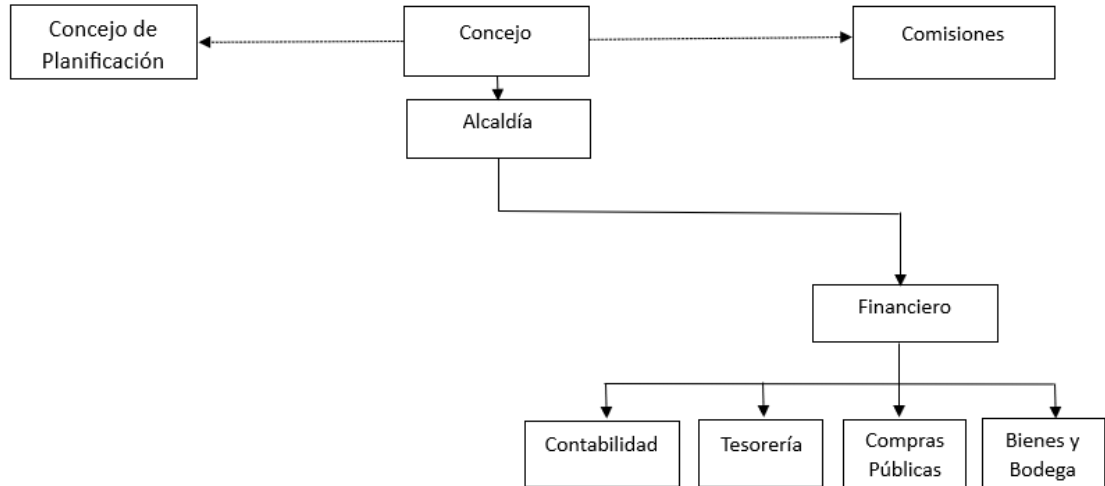 Concejo de
Planificación
Concejo
Comisiones
Alcaldía
Financiero
Contabilidad
Tesorería
Compras
Públicas
Bienes y
Bodega